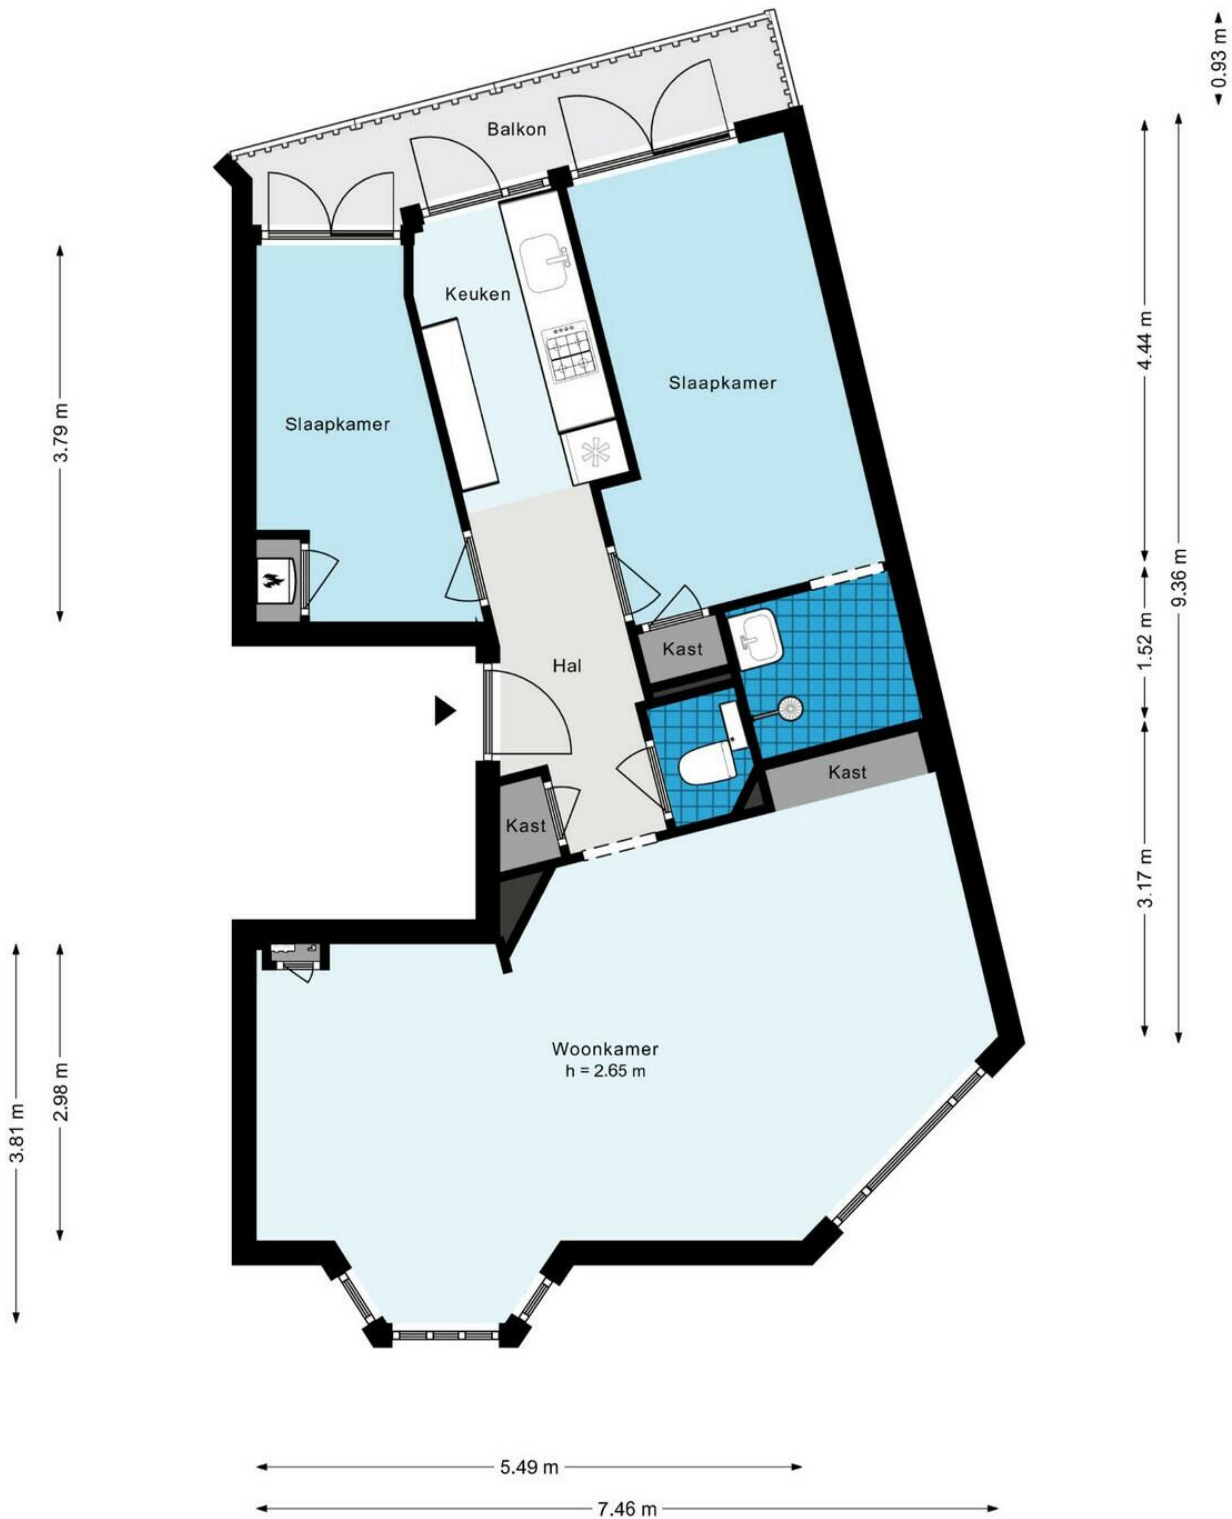 0.93 m
Balkon
Keuken
4.44 m
Slaapkamer
3.79 m
Slaapkamer
9.36 m
1.52 m
Kast
Hal
Kast
Kast
3.17 m
Woonkamer
h = 2.65 m
2.98 m
3.81 m
5.49 m
7.46 m